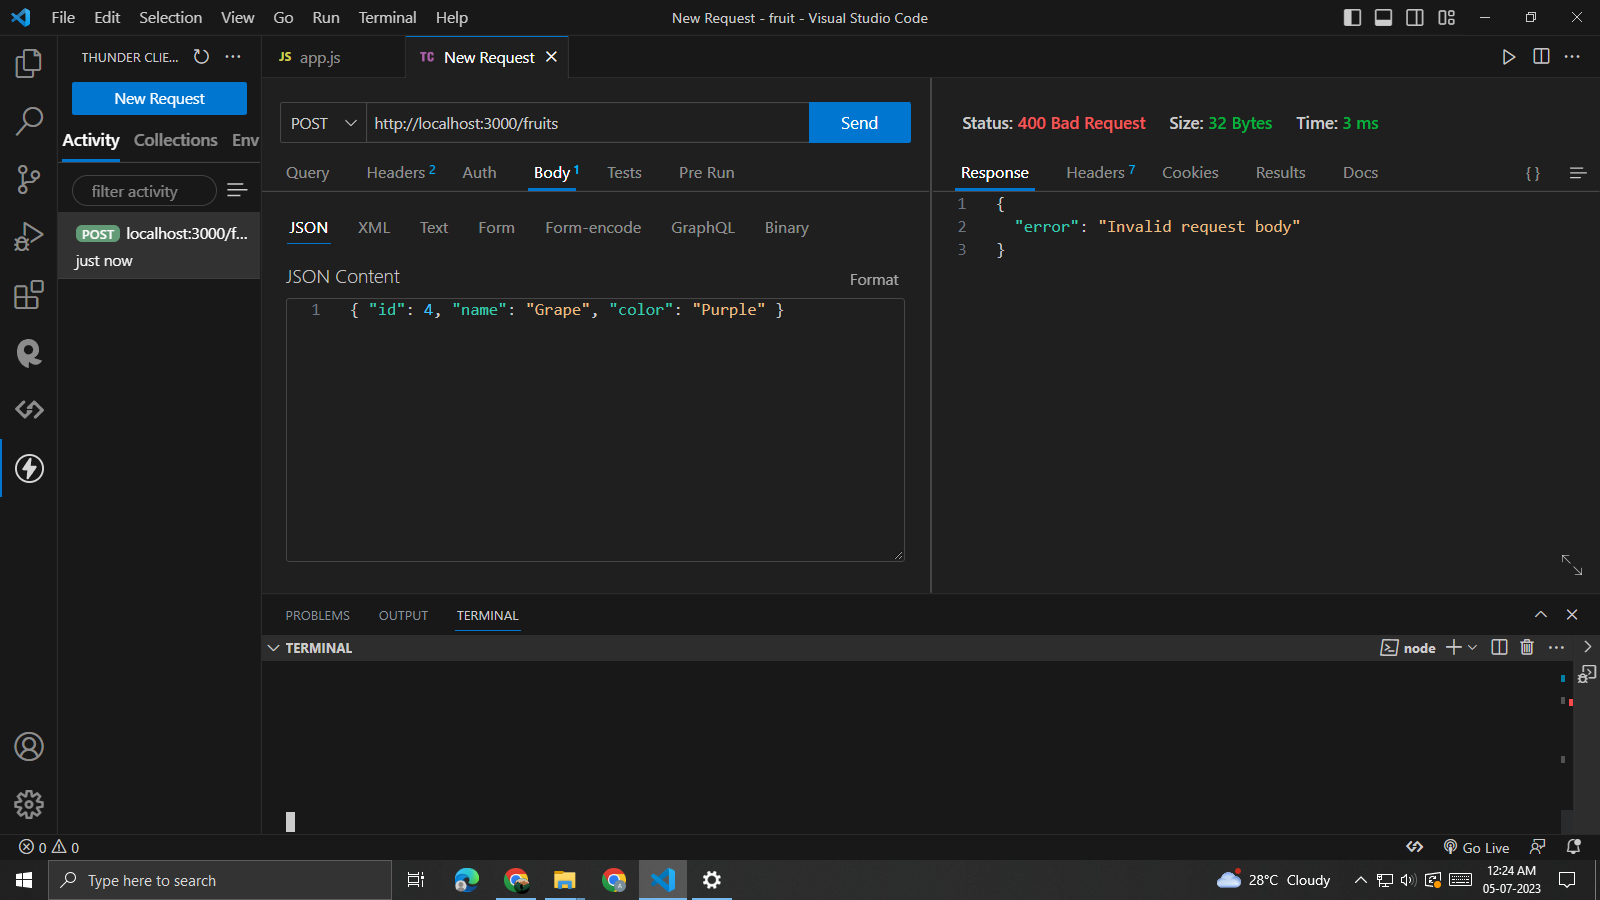 File Edit Selection View Go Run Terminal Help
New Request - fruit - Visual Studio Code
THUNDER CLIE...
New Request
Activity Collections Env
filter activity
POST localhost:3000/f...
just now
JS app.js
TC New Request
POST http://localhost:3000/fruits Send
Query Headers 2 Auth Body 1 Tests Pre Run
JSON XML Text Form Form-encode GraphQL Binary
JSON Content
Format
1 { "id": 4, "name": "Grape", "color": "Purple" }
Status: 400 Bad Request Size: 32 Bytes Time: 3 ms
Response Headers 7 Cookies Results Docs { }
1 {
2 "error": "Invalid request body"
3 }
PROBLEMS OUTPUT TERMINAL
TERMINAL
node
0 0
Go Live
Type here to search
28°C Cloudy
12:24 AM
05-07-2023